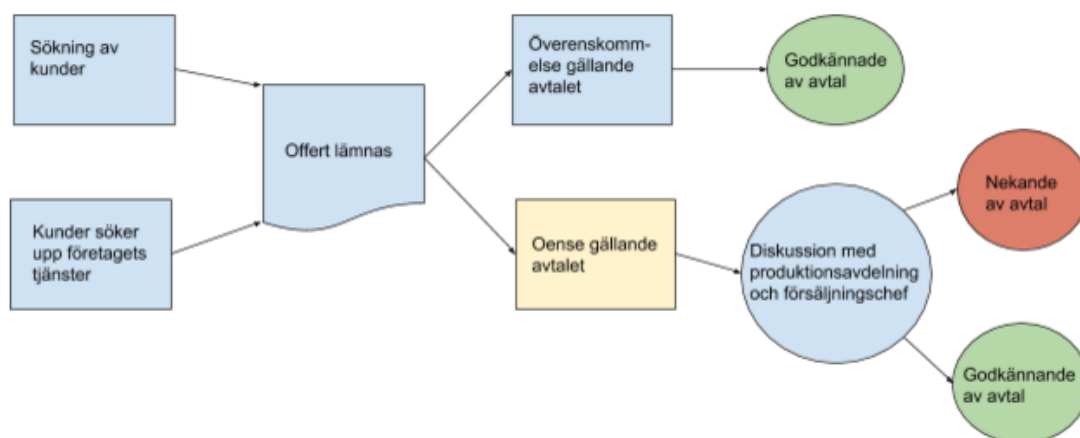 Sökning av
kunder
Kunder söker
upp företagets
tjänster
Offert lämnas
Överenskomm-
else gällande
avtalet
Godkännade
av avtal
Oense gällande
avtalet
Diskussion med
produktionsavdelning
och försäljningschef
Nekande
av avtal
Godkännande
av avtal